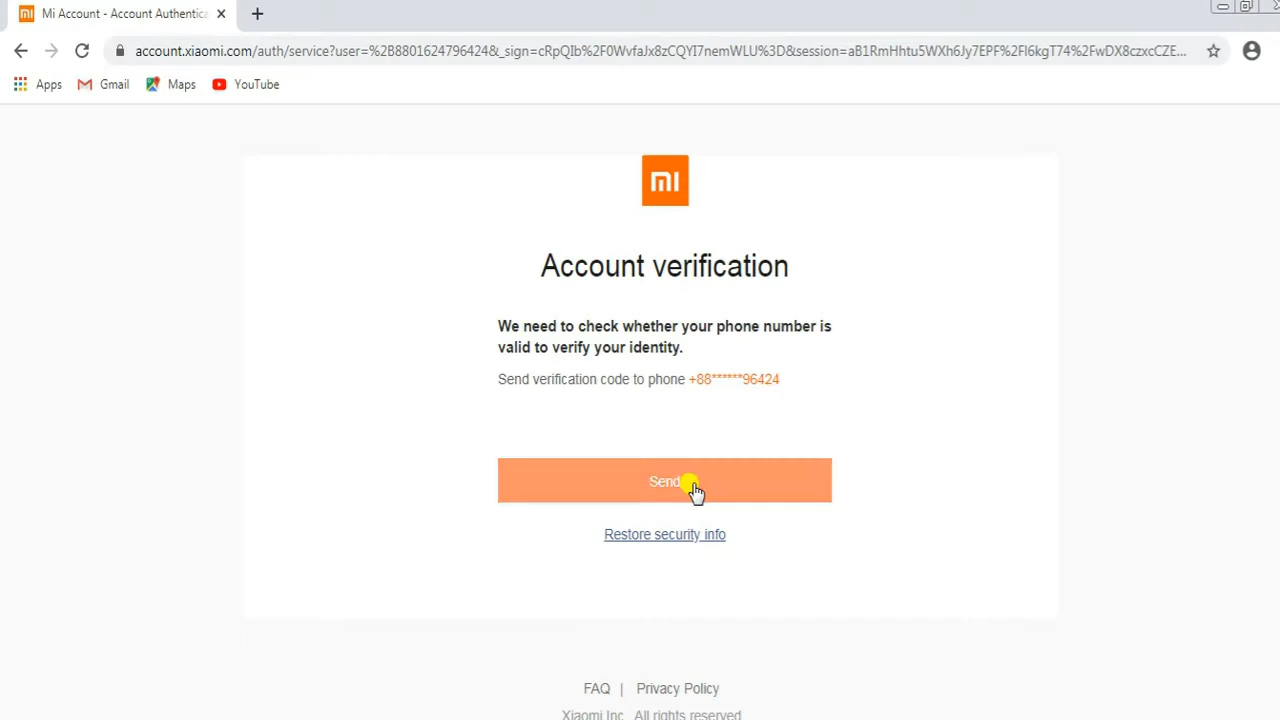 Mi Account - Account Authentica
account.xiaomi.com/auth/service?user=%2B8801624796424&_sign=cRpQIb%2F0WvfaJx8zCQYI7nemWLU%3D&session=aB1RmHhtu5WXh6Jy7EPF%2Fl6kgT74%2FwDX8czxcCZE...
Apps Gmail Maps YouTube
mi
Account verification
We need to check whether your phone number is
valid to verify your identity.
Send verification code to phone +88******96424
Send
Restore security info
FAQ | Privacy Policy
Xiaomi Inc., All rights reserved